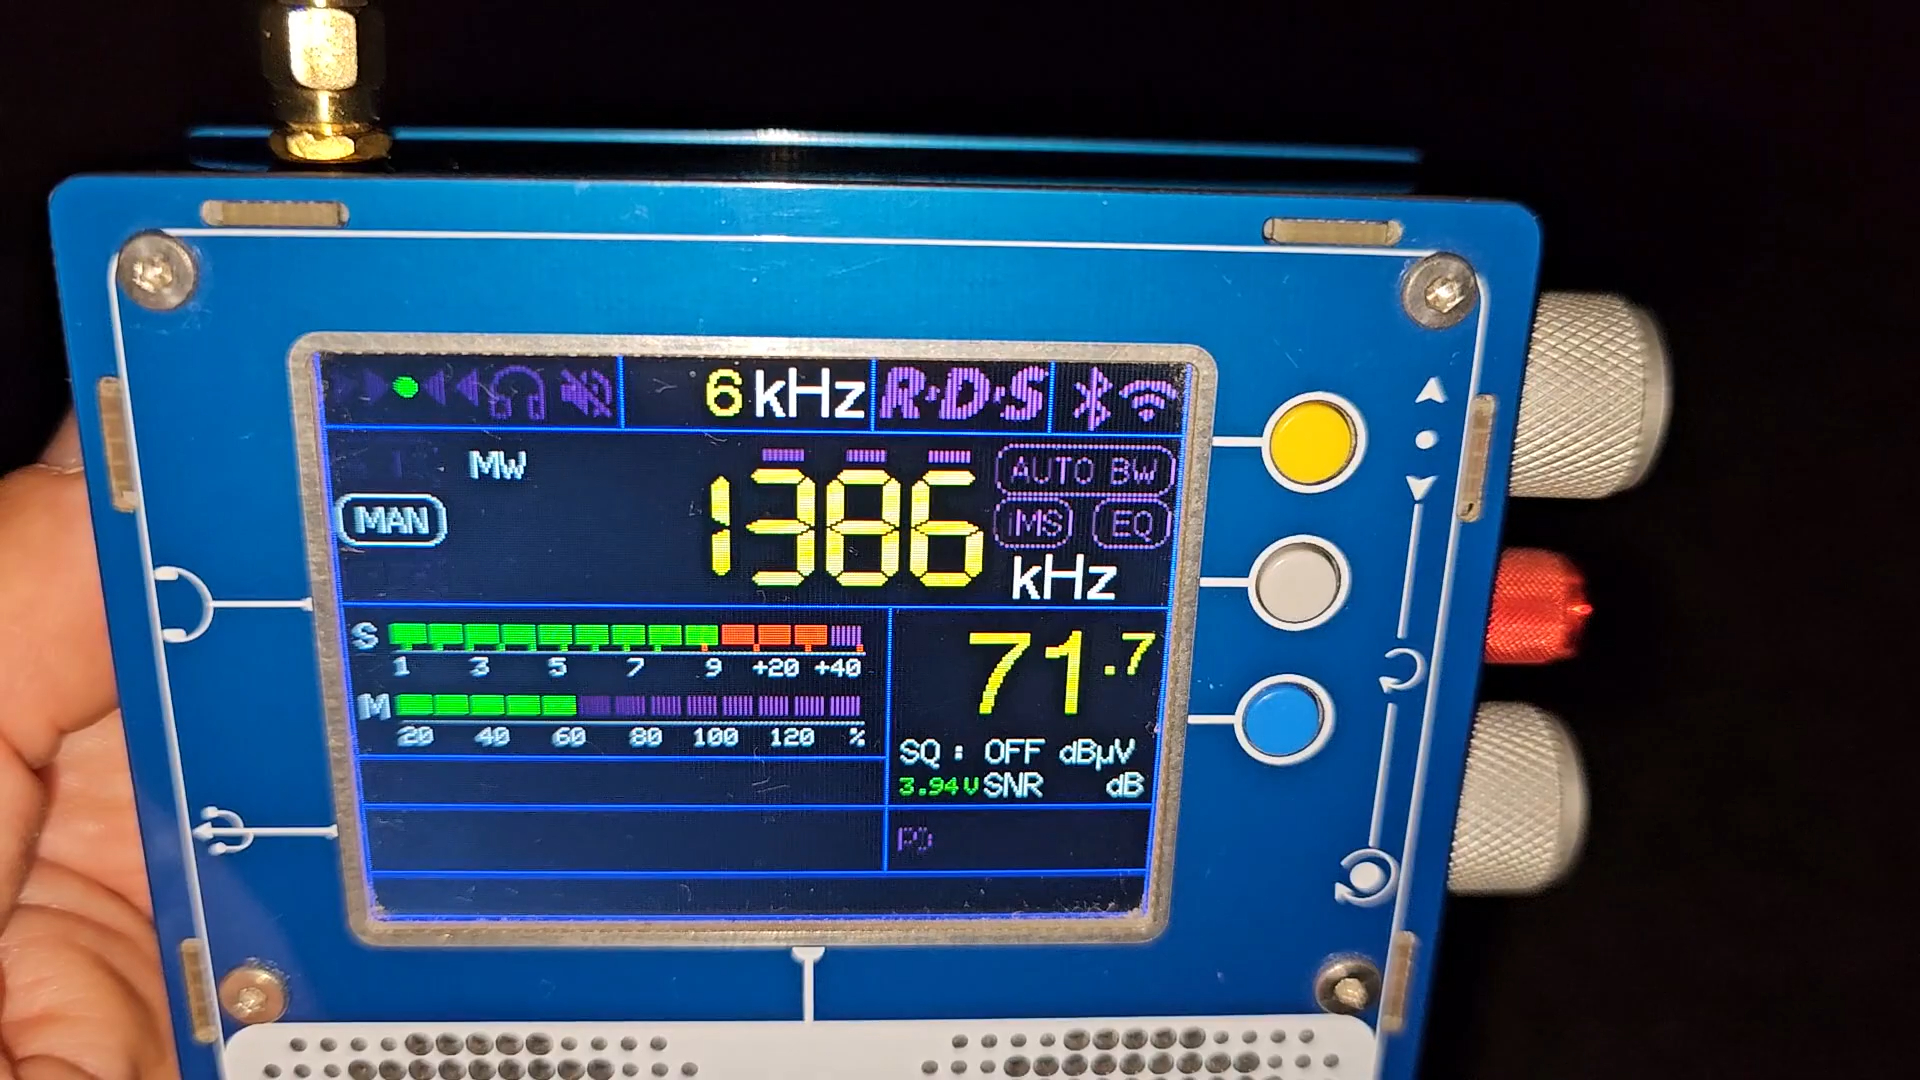 6 kHz R·D·S
MW
1386 kHz
AUTO BW
MAN
iMS EQ
S
1 3 5 7 9 +20 +40
M
20 40 60 80 100 120 %
71.7
SQ: OFF dBµV
3.94V SNR dB